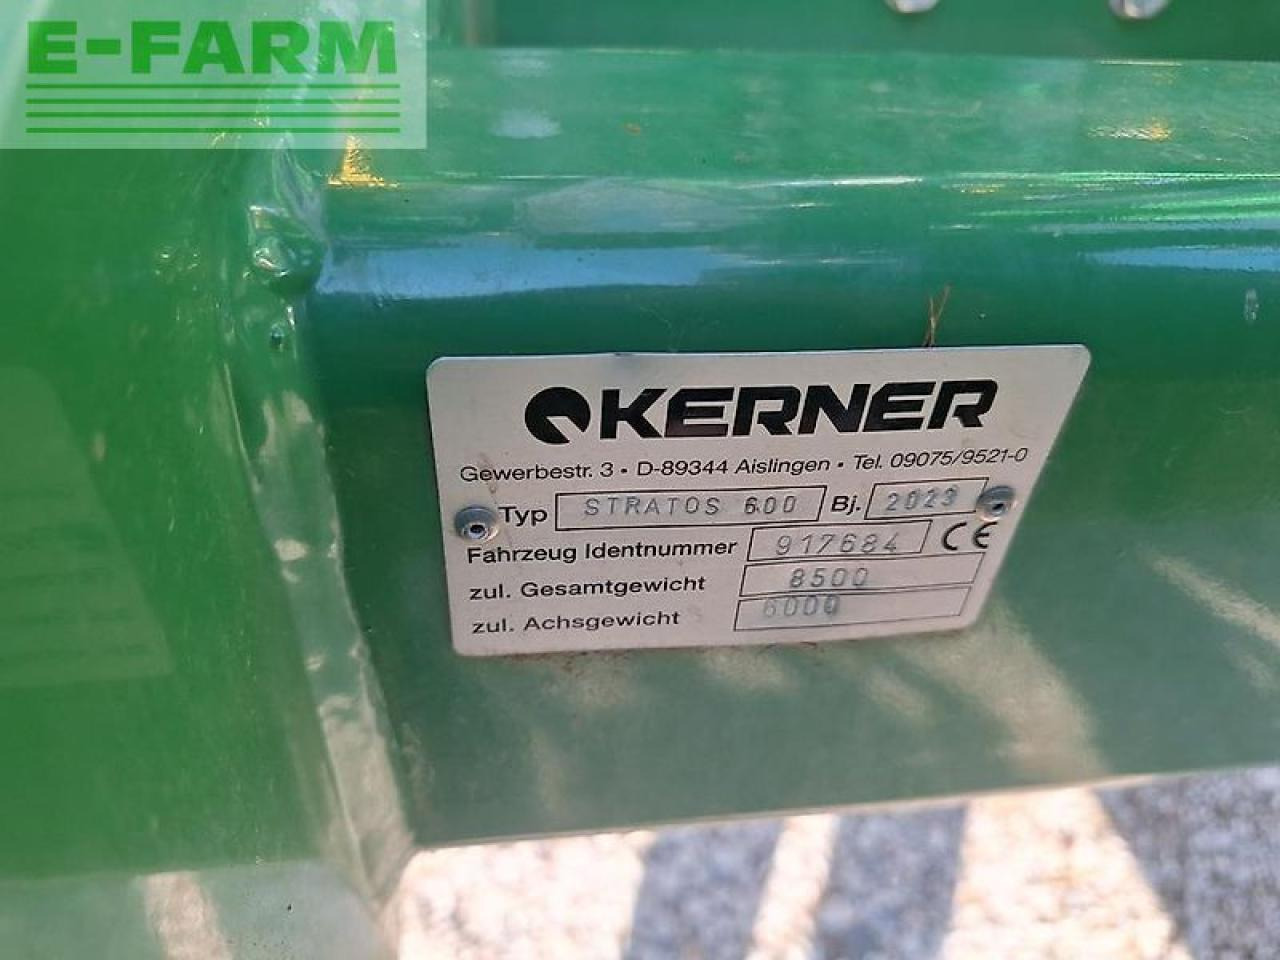 E-FARM
KERNER
Gewerbestr. 3 • D-89344 Aislingen • Tel. 09075/9521-0
Typ STRATOS 600 Bj. 2023
Fahrzeug Identnummer 917684 CE
zul. Gesamtgewicht 8500
zul. Achsgewicht 6000